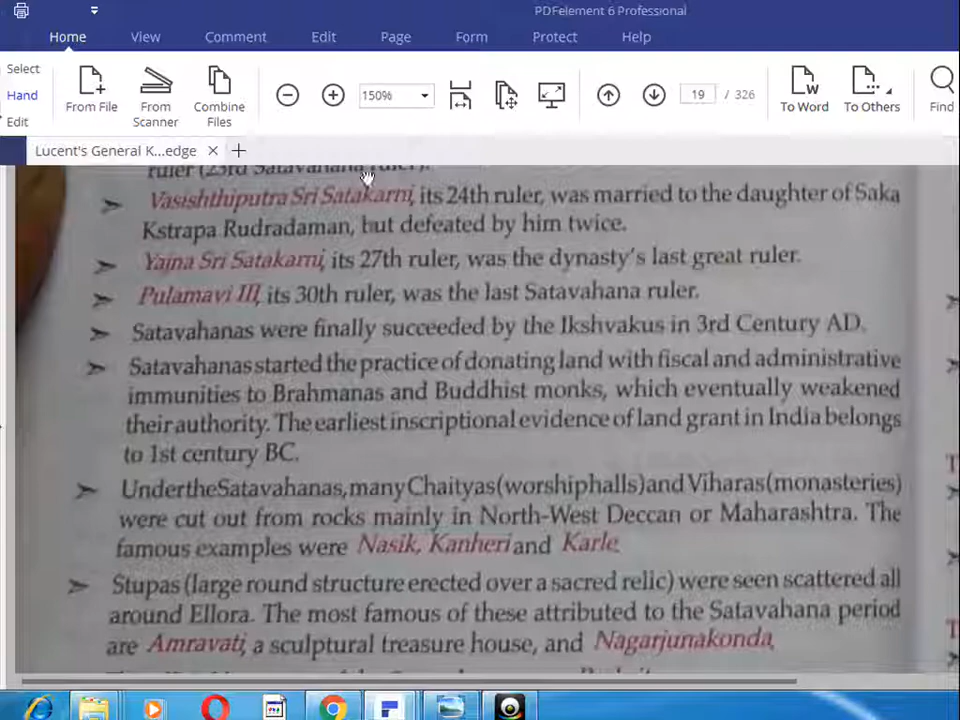 PDFelement 6 Professional
Home View Comment Edit Page Form Protect Help
Select
Hand
Edit
From File
From Scanner
Combine Files
150%
19 / 326
To Word
To Others
Find
Lucent's General K...edge
ruler (23rd Satavahana ruler).
Vasishthiputra Sri Satakarni, its 24th ruler, was married to the daughter of Saka
Kstrapa Rudradaman, but defeated by him twice.
Yajna Sri Satakarni, its 27th ruler, was the dynasty's last great ruler.
Pulamavi III, its 30th ruler, was the last Satavahana ruler.
Satavahanas were finally succeeded by the Ikshvakus in 3rd Century AD.
Satavahanas started the practice of donating land with fiscal and administrative
immunities to Brahmanas and Buddhist monks, which eventually weakened
their authority. The earliest inscriptional evidence of land grant in India belongs
to 1st century BC.
Under the Satavahanas, many Chaityas (worship halls) and Viharas (monasteries)
were cut out from rocks mainly in North-West Deccan or Maharashtra. The
famous examples were Nasik, Kanheri and Karle.
Stupas (large round structure erected over a sacred relic) were seen scattered all
around Ellora. The most famous of these attributed to the Satavahana period
are Amravati, a sculptural treasure house, and Nagarjunakonda.